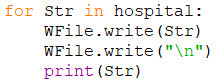 for Str in hospital:
    WFile.write(Str)
    WFile.write("\n")
    print(Str)